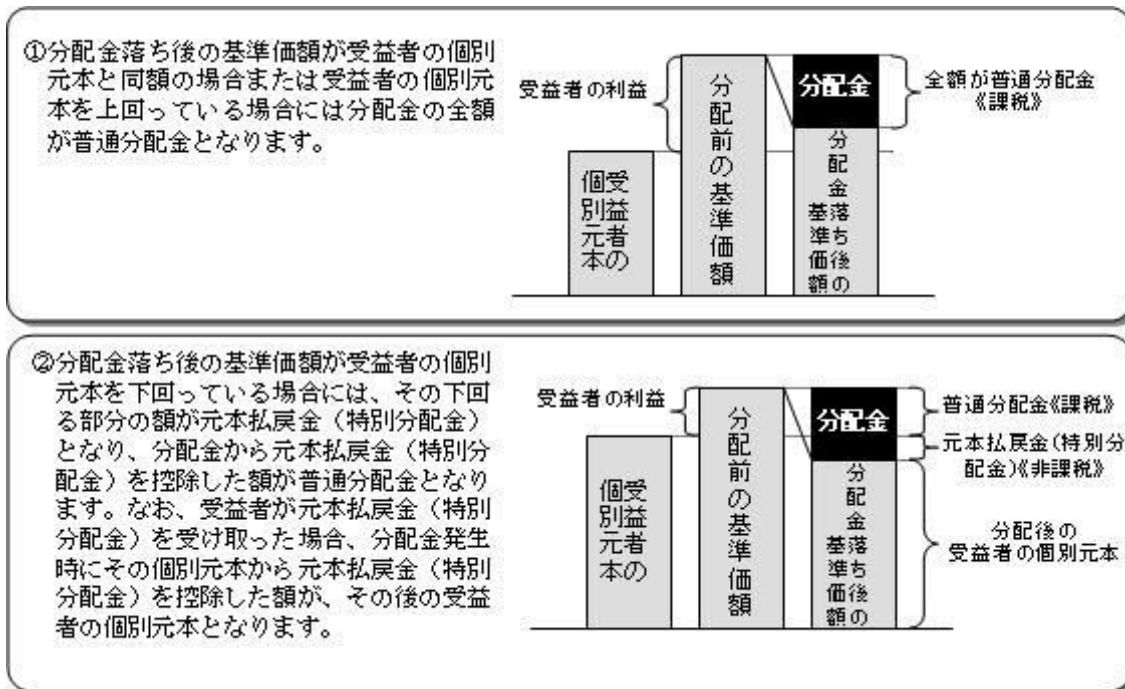 ①分配金落ち後の基準価額が受益者の個別
元本と同額の場合または受益者の個別元
本を上回っている場合には分配金の全額
が普通分配金となります。
受益者の利益
受益者の
個別元本
分配前の基準価額
分配金
分配金落ち後の
基準価額
全額が普通分配金
《課税》
②分配金落ち後の基準価額が受益者の個別
元本を下回っている場合には、その下回
る部分の額が元本払戻金（特別分配金）
となり、分配金から元本払戻金（特別分
配金）を控除した額が普通分配金となり
ます。なお、受益者が元本払戻金（特別
分配金）を受け取った場合、分配金発生
時にその個別元本から元本払戻金（特別
分配金）を控除した額が、その後の受益
者の個別元本となります。
受益者の利益
受益者の
個別元本
分配前の基準価額
分配金
分配金落ち後の
基準価額
普通分配金《課税》
元本払戻金（特別分
配金）《非課税》
分配後の
受益者の個別元本